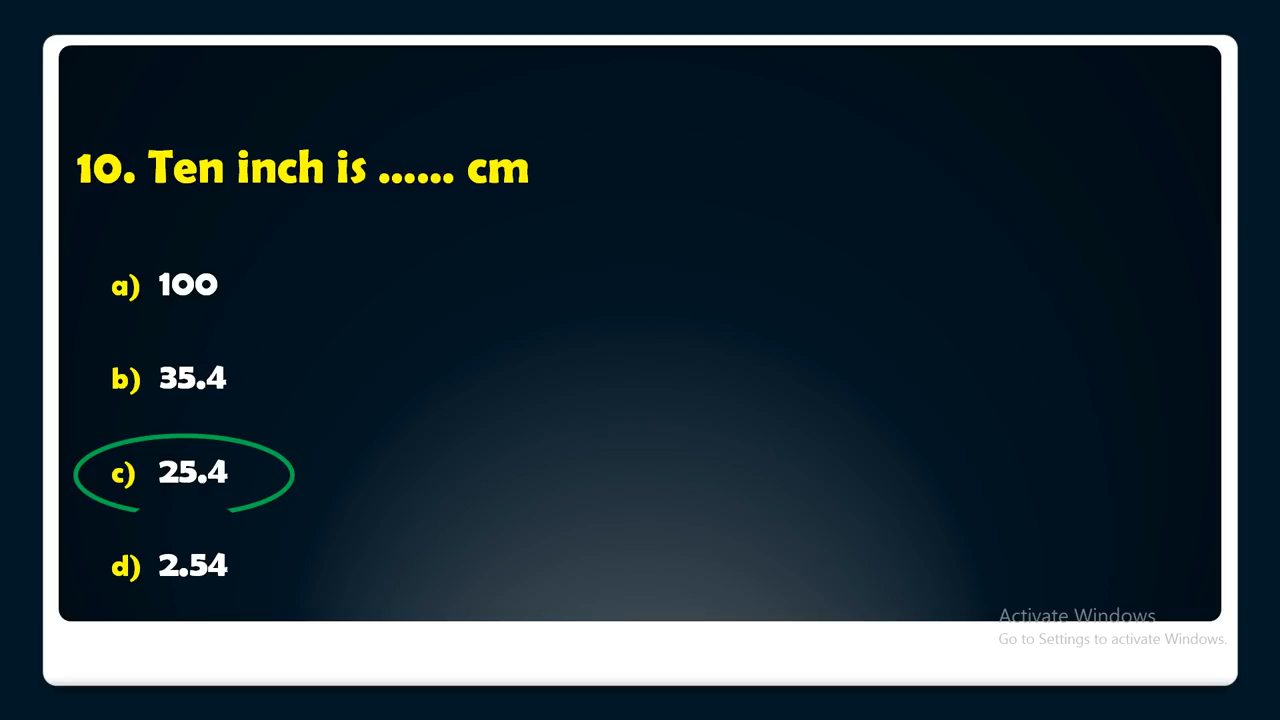 10. Ten inch is ...... cm
a) 100
b) 35.4
c) 25.4
d) 2.54
Activate Windows
Go to Settings to activate Windows.